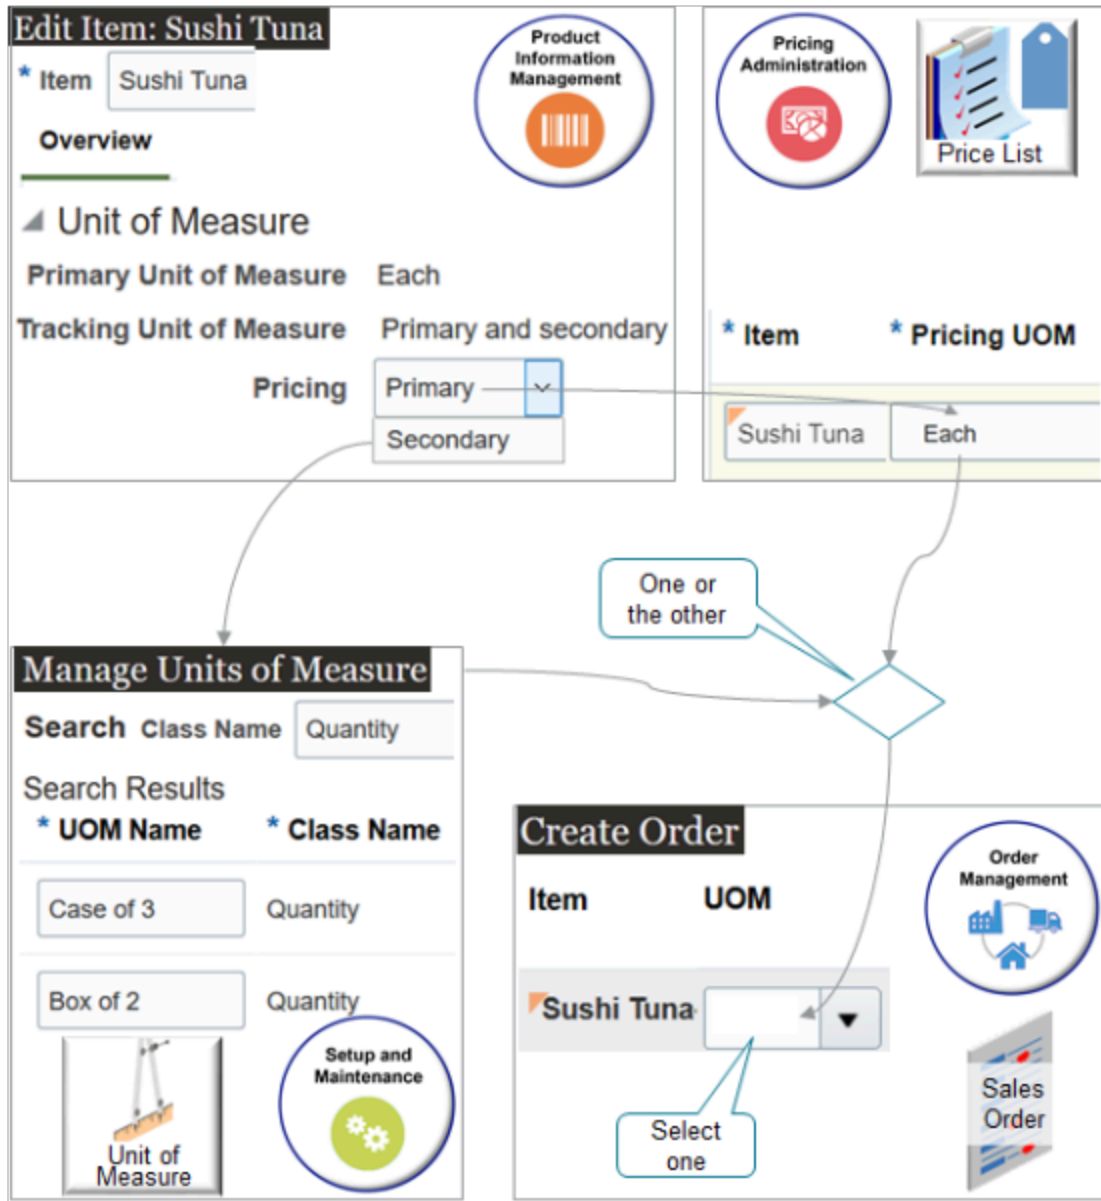 Edit Item: Sushi Tuna
* Item Sushi Tuna
Overview
Unit of Measure
Primary Unit of Measure Each
Tracking Unit of Measure Primary and secondary
Pricing Primary
Secondary
Product
Information
Management
Pricing
Administration
Price List
* Item * Pricing UOM
Sushi Tuna Each
One or
the other
Manage Units of Measure
Search Class Name Quantity
Search Results
* UOM Name * Class Name
Case of 3 Quantity
Box of 2 Quantity
Unit of
Measure
Setup and
Maintenance
Create Order
Item UOM
Sushi Tuna
Select
one
Order
Management
Sales
Order